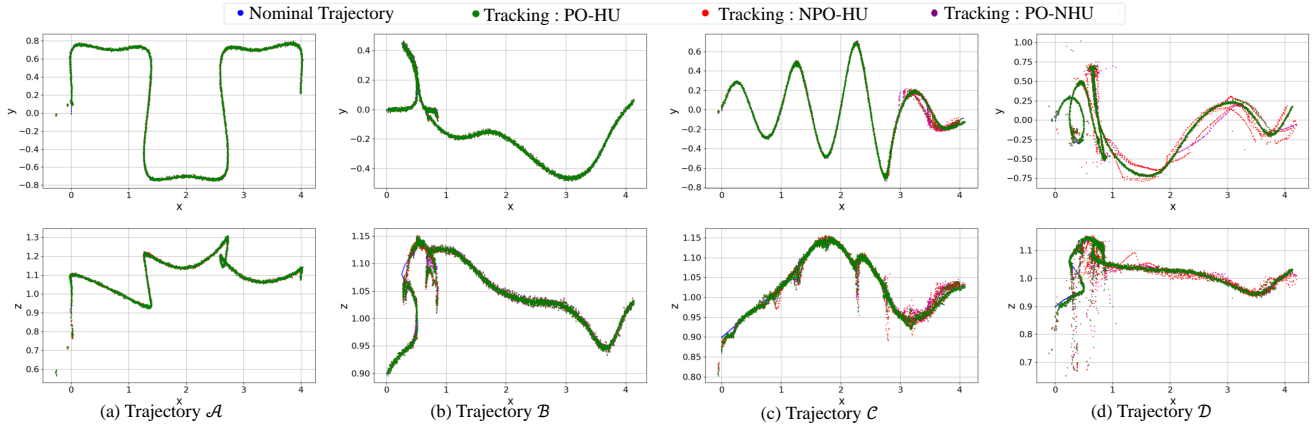 Nominal Trajectory Tracking : PO-HU Tracking : NPO-HU Tracking : PO-NHU
0.8
0.6
0.4
0.2
0.0
−0.2
−0.4
−0.6
−0.8
y
0 1 2 3 4
x
0.4
0.2
0.0
−0.2
−0.4
y
0 1 2 3 4
x
0.8
0.6
0.4
0.2
0.0
−0.2
−0.4
−0.6
−0.8
y
0 1 2 3 4
x
1.00
0.75
0.50
0.25
0.00
−0.25
−0.50
−0.75
y
0 1 2 3 4
x
1.3
1.2
1.1
1.0
0.9
0.8
0.7
0.6
z
0 1 2 3 4
x
1.15
1.10
1.05
1.00
0.95
0.90
z
0 1 2 3 4
x
1.15
1.10
1.05
1.00
0.95
0.90
0.85
0.80
z
0 1 2 3 4
x
1.1
1.0
0.9
0.8
0.7
z
0 1 2 3 4
x
(a) Trajectory 𝒜
(b) Trajectory ℬ
(c) Trajectory 𝒞
(d) Trajectory 𝒟